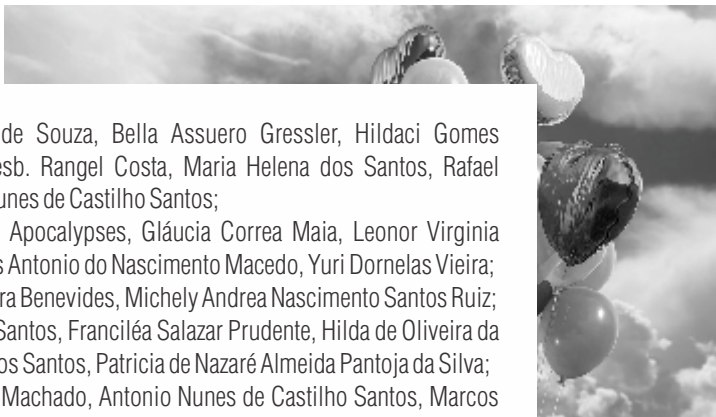 de Souza, Bella Assuero Gressler, Hildaci Gomes
esb. Rangel Costa, Maria Helena dos Santos, Rafael
unes de Castilho Santos;
Apocalypses, Gláucia Correa Maia, Leonor Virginia
s Antonio do Nascimento Macedo, Yuri Dornelas Vieira;
ra Benevides, Michely Andrea Nascimento Santos Ruiz;
Santos, Franciléa Salazar Prudente, Hilda de Oliveira da
os Santos, Patricia de Nazaré Almeida Pantoja da Silva;
Machado, Antonio Nunes de Castilho Santos, Marcos